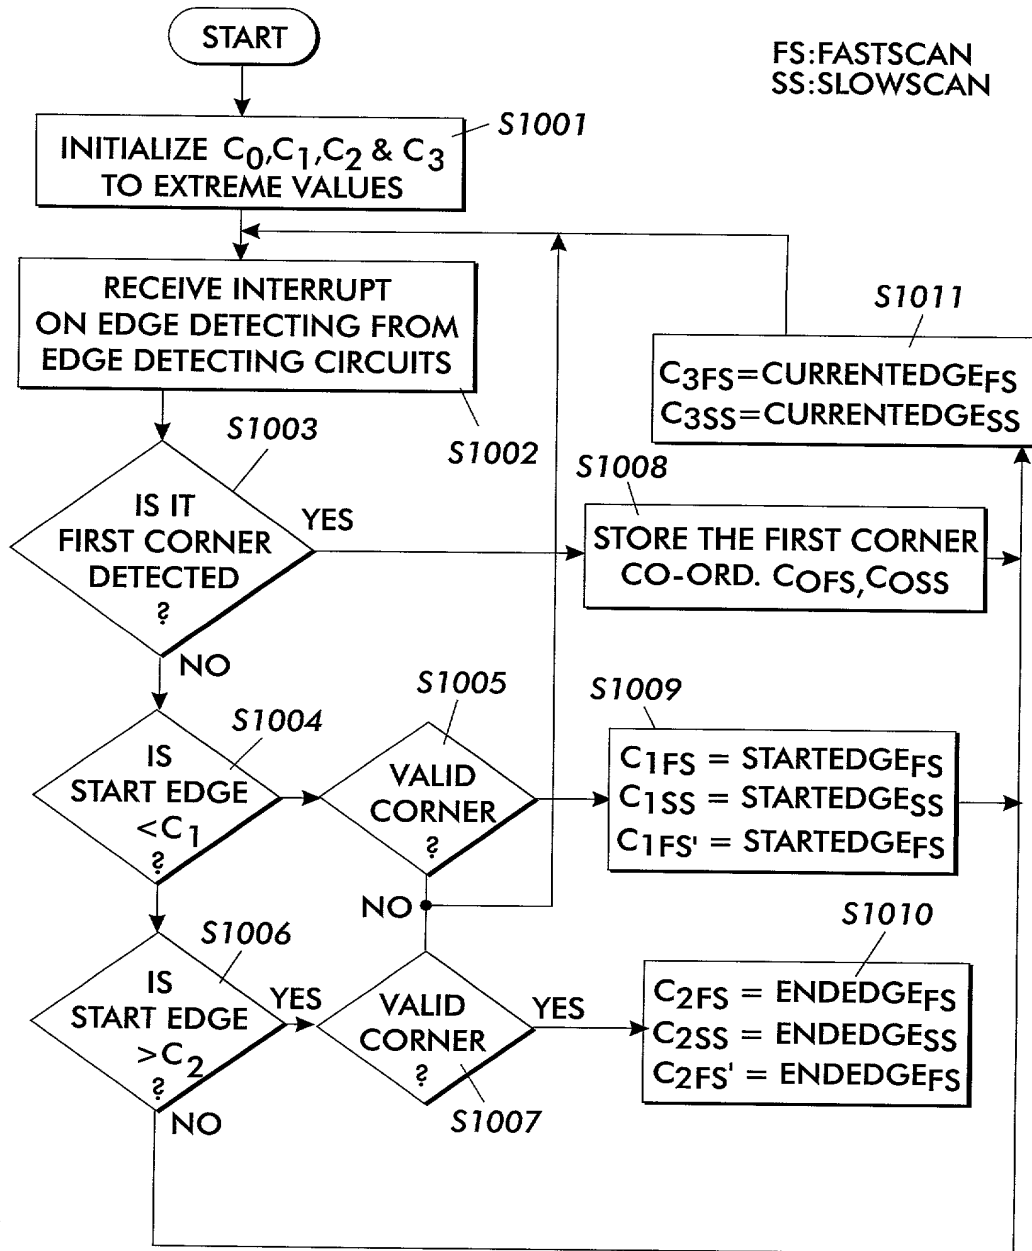 START
FS:FASTSCAN
SS:SLOWSCAN
S1001
INITIALIZE C0,C1,C2 & C3
TO EXTREME VALUES
RECEIVE INTERRUPT
ON EDGE DETECTING FROM
EDGE DETECTING CIRCUITS
S1002
S1011
C3FS=CURRENTEDGEFS
C3SS=CURRENTEDGESS
S1003
IS IT
FIRST CORNER
DETECTED
?
YES
NO
S1008
STORE THE FIRST CORNER
CO-ORD. COFS,COSS
S1004
IS
START EDGE
<C1
?
S1005
VALID
CORNER
?
NO
S1009
C1FS = STARTEDGEFS
C1SS = STARTEDGESS
C1FS' = STARTEDGEFS
S1006
IS
START EDGE
>C2
?
YES
NO
VALID
CORNER
?
YES
S1007
S1010
C2FS = ENDEDGEFS
C2SS = ENDEDGESS
C2FS' = ENDEDGEFS